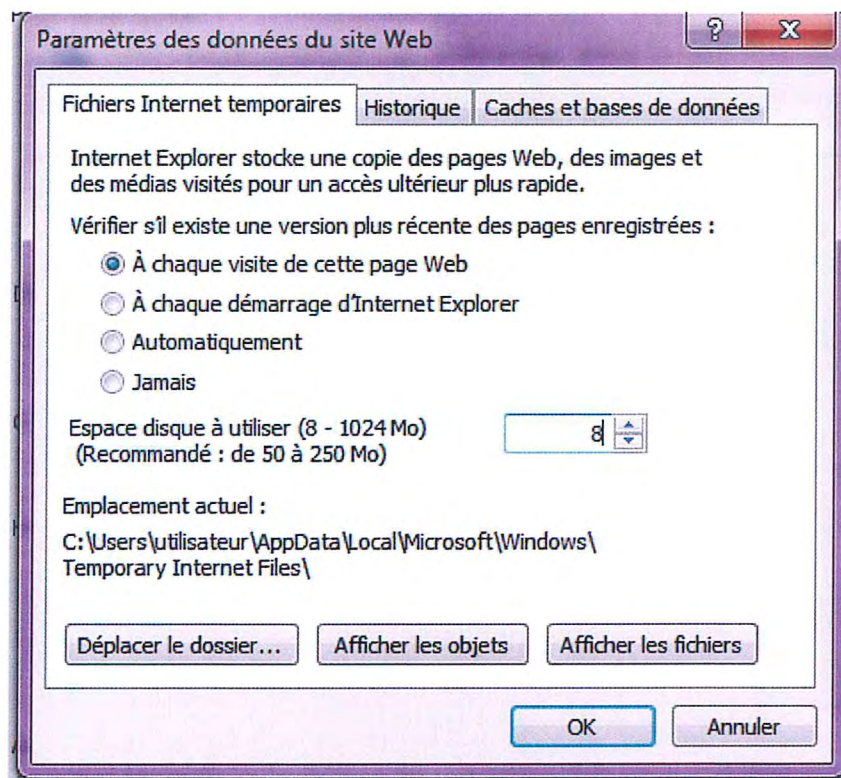 Paramètres des données du site Web
Fichiers Internet temporaires
Historique
Caches et bases de données
Internet Explorer stocke une copie des pages Web, des images et
des médias visités pour un accès ultérieur plus rapide.
Vérifier s'il existe une version plus récente des pages enregistrées :
À chaque visite de cette page Web
À chaque démarrage d'Internet Explorer
Automatiquement
Jamais
Espace disque à utiliser (8 - 1024 Mo)
8
(Recommandé : de 50 à 250 Mo)
Emplacement actuel :
C:\Users\utilisateur\AppData\Local\Microsoft\Windows\
Temporary Internet Files\
Déplacer le dossier...
Afficher les objets
Afficher les fichiers
OK
Annuler